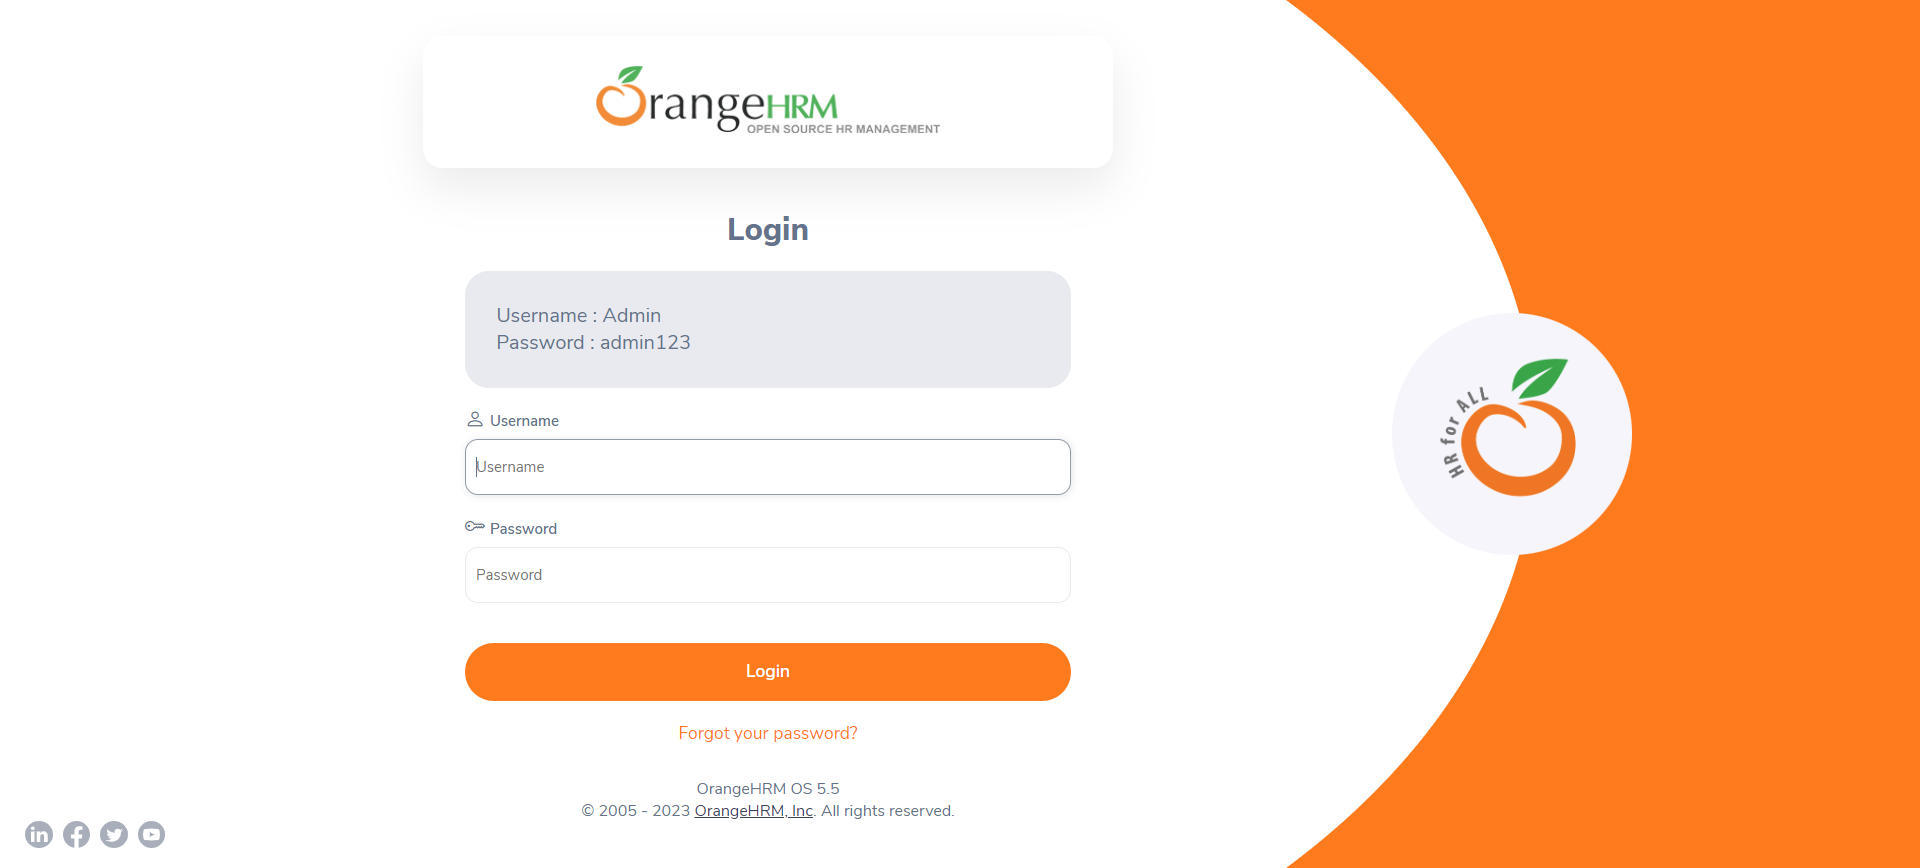 OrangeHRM
OPEN SOURCE HR MANAGEMENT
Login
Username : Admin
Password : admin123
Username
Username
Password
Password
Login
Forgot your password?
OrangeHRM OS 5.5
© 2005 - 2023 OrangeHRM, Inc. All rights reserved.
HR for ALL